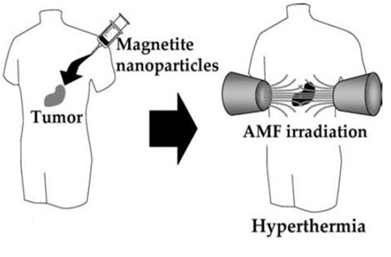 Magnetite
nanoparticles
Tumor
AMF irradiation
Hyperthermia